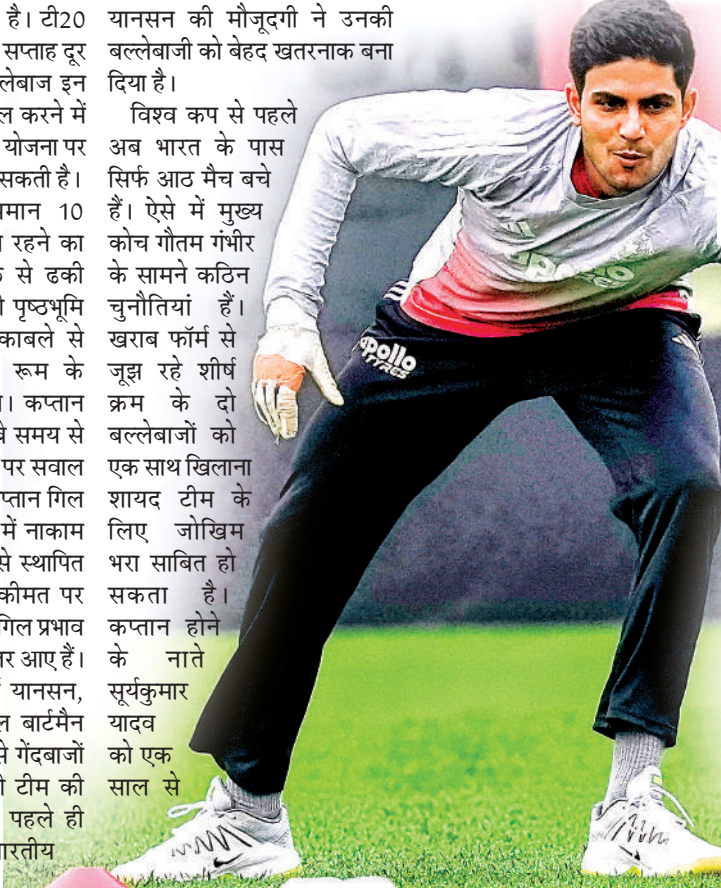 है। टी20
सप्ताह दूर
इन
करने में
योजना पर
सकती है।
10
रहने का
से ढकी
पृष्ठभूमि
से
रूम के
कप्तान
समय से
पर सवाल
गिल
में नाकाम
से स्थापित
कीमत पर
गिल प्रभाव
आए हैं।
यानसन,
बार्टमैन
गेंदबाजों
टीम की
पहले ही
यानसन की मौजूदगी ने उनकी
बल्लेबाजी को बेहद खतरनाक बना
दिया है।
विश्व कप से पहले
अब भारत के पास
सिर्फ आठ मैच बचे
हैं। ऐसे में मुख्य
कोच गौतम गंभीर
के सामने कठिन
चुनौतियां हैं।
खराब फॉर्म से
जूझ रहे शीर्ष
क्रम के दो
बल्लेबाजों को
एक साथ खिलाना
शायद टीम के
लिए जोखिम
भरा साबित हो
सकता है।
कप्तान होने
के नाते
सूर्यकुमार
यादव
को एक
साल से
apollo
apollo
TYRES